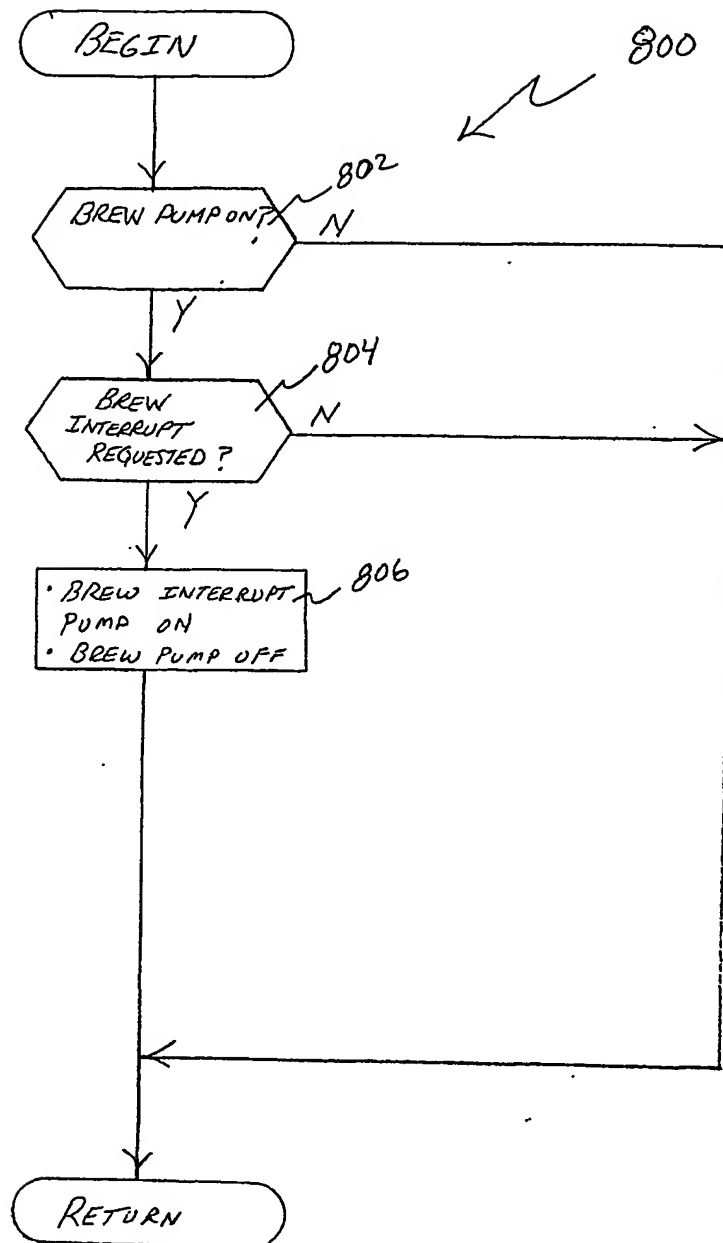 BEGIN
800
802
BREW PUMP ON?
N
Y
804
BREW
INTERRUPT
REQUESTED?
N
Y
806
• BREW INTERRUPT
PUMP ON
• BREW PUMP OFF
RETURN